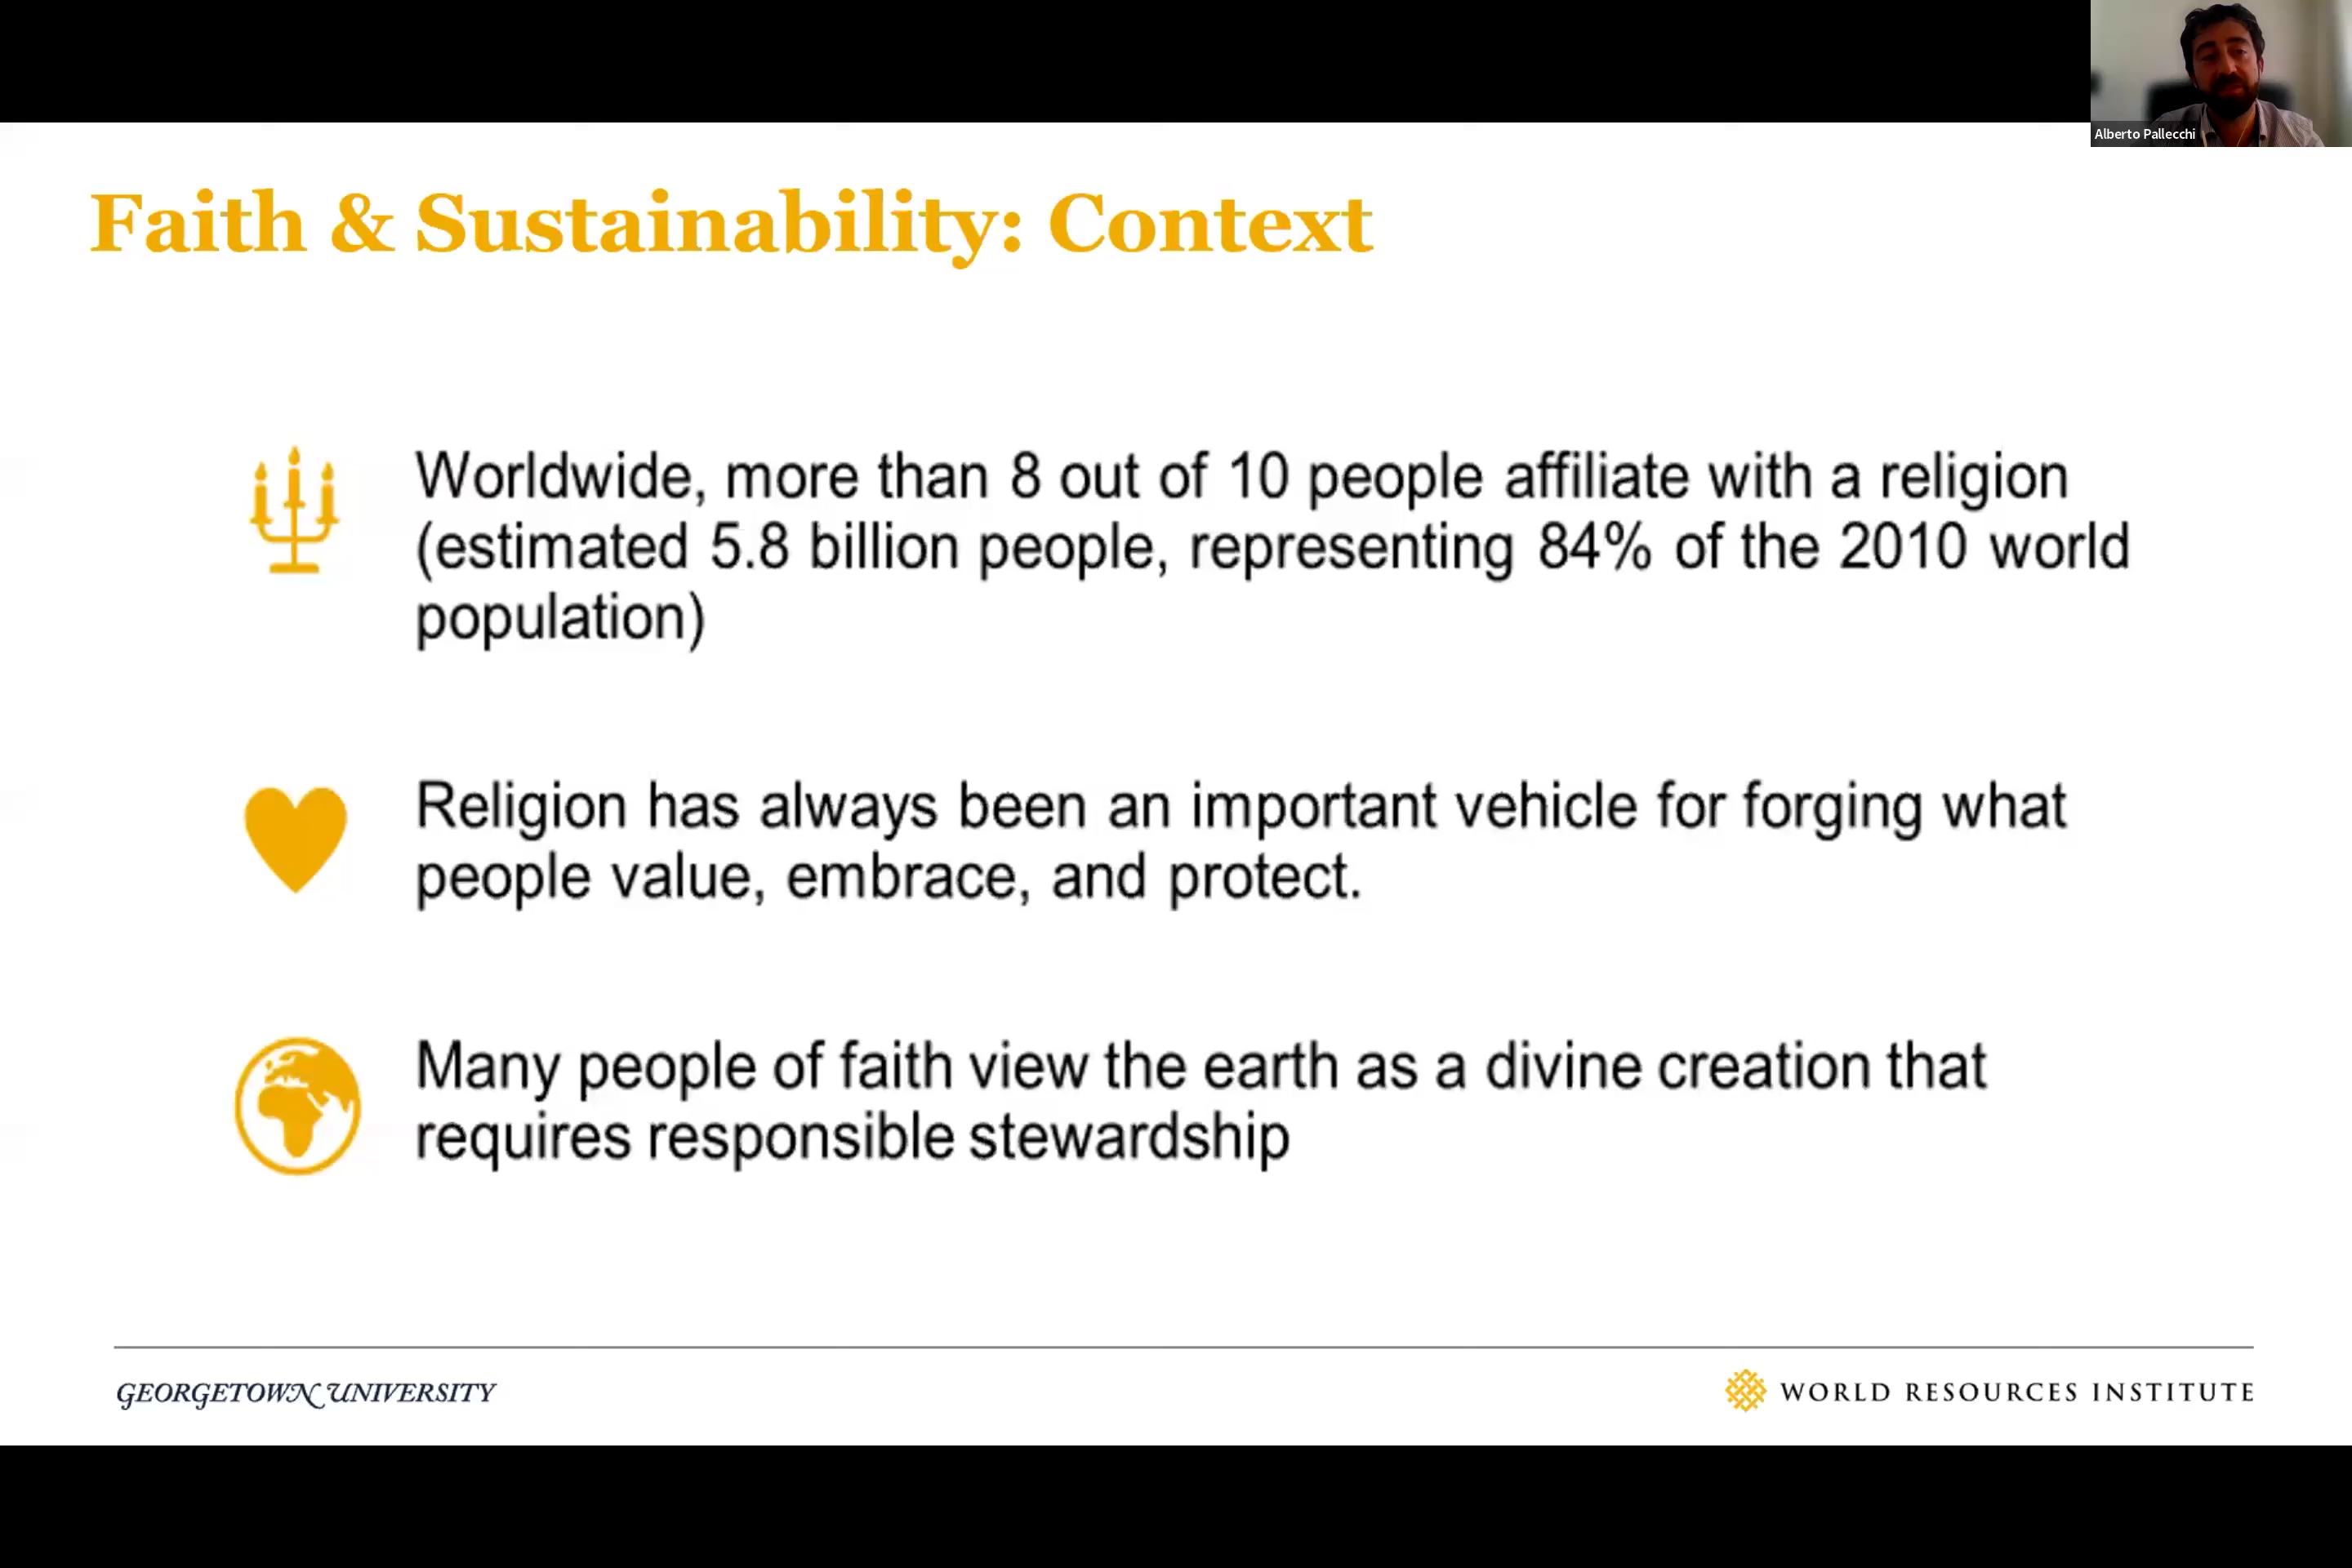 Alberto Pallecchi
Faith & Sustainability: Context
Worldwide, more than 8 out of 10 people affiliate with a religion
(estimated 5.8 billion people, representing 84% of the 2010 world
population)
Religion has always been an important vehicle for forging what
people value, embrace, and protect.
Many people of faith view the earth as a divine creation that
requires responsible stewardship
GEORGETOWN UNIVERSITY
WORLD RESOURCES INSTITUTE